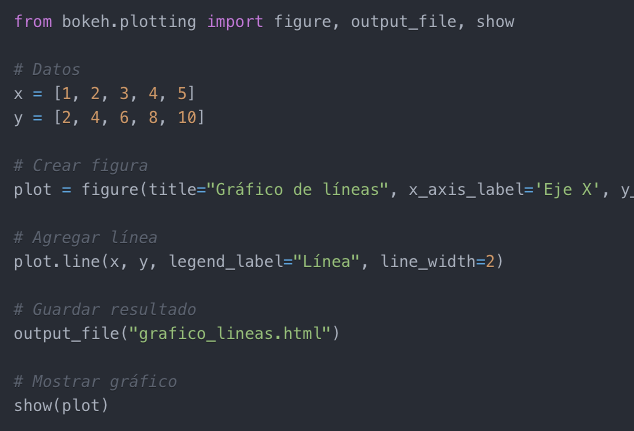 from bokeh.plotting import figure, output_file, show
# Datos
x = [1, 2, 3, 4, 5]
y = [2, 4, 6, 8, 10]
# Crear figura
plot = figure(title="Gráfico de líneas", x_axis_label='Eje X', y_
# Agregar línea
plot.line(x, y, legend_label="Línea", line_width=2)
# Guardar resultado
output_file("grafico_lineas.html")
# Mostrar gráfico
show(plot)